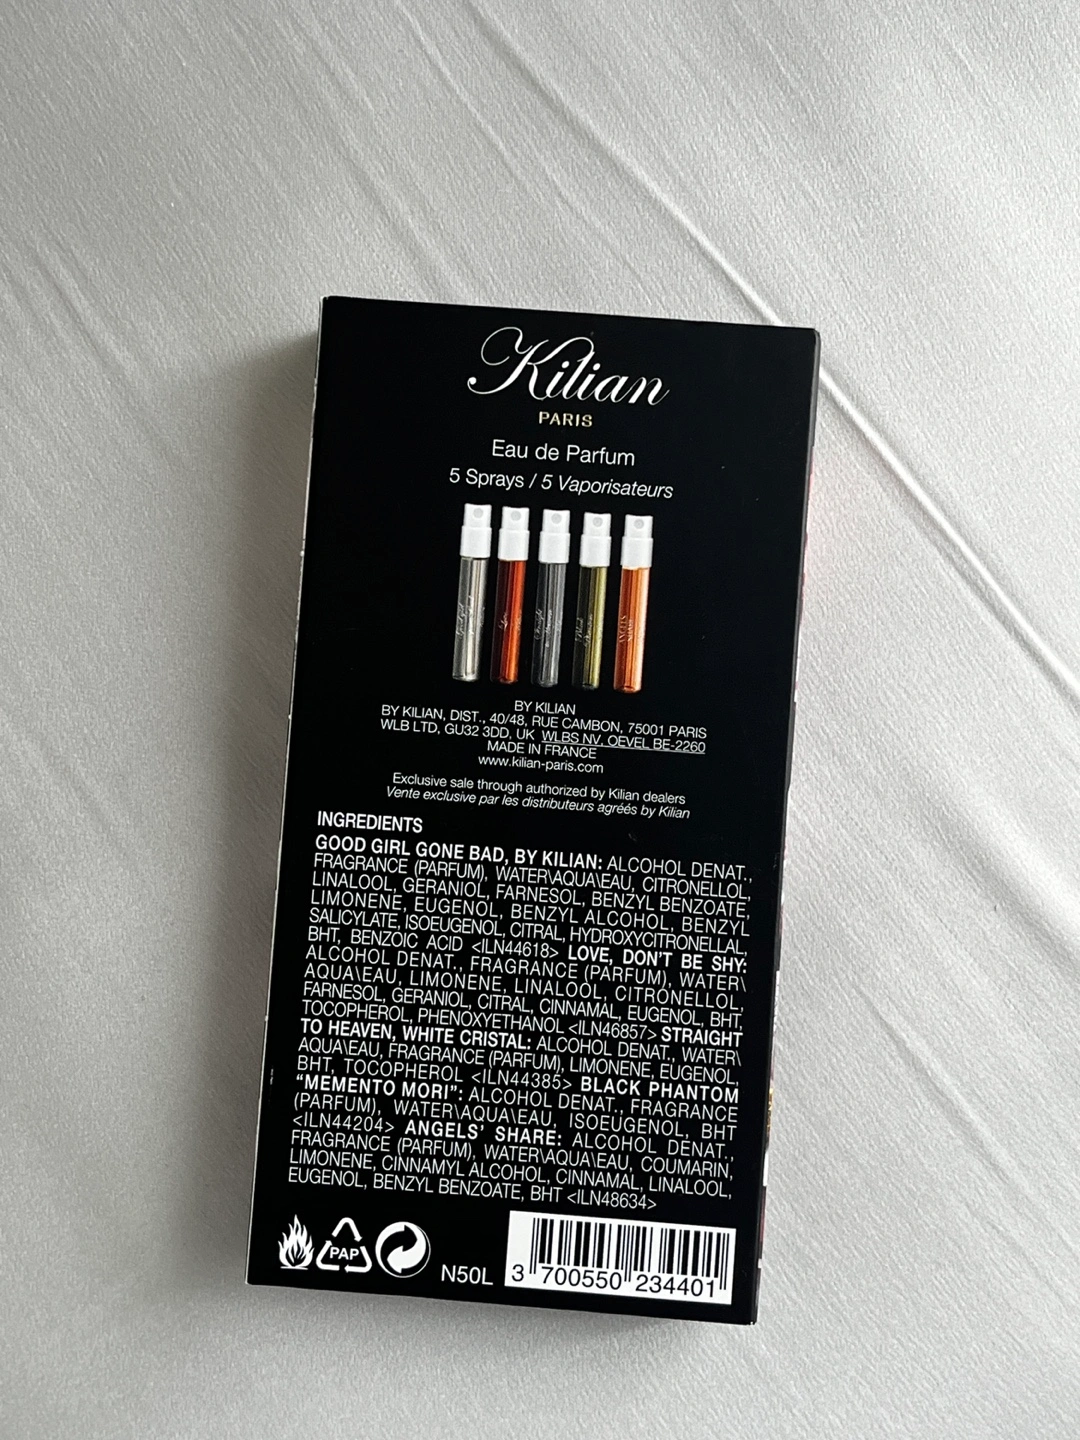 Kilian
PARIS
Eau de Parfum
5 Sprays / 5 Vaporisateurs
ANGELS'
BY KILIAN
BY KILIAN, DIST., 40/48, RUE CAMBON, 75001 PARIS
WLB LTD, GU32 3DD, UK WLBS NV, OEVEL BE-2260
MADE IN FRANCE
www.kilian-paris.com
Exclusive sale through authorized by Kilian dealers
Vente exclusive par les distributeurs agréés by Kilian
INGREDIENTS
GOOD GIRL GONE BAD, BY KILIAN: ALCOHOL DENAT.,
FRAGRANCE (PARFUM), WATER\AQUA\EAU, CITRONELLOL,
LINALOOL, GERANIOL, FARNESOL, BENZYL BENZOATE,
LIMONENE, EUGENOL, BENZYL ALCOHOL, BENZYL
SALICYLATE, ISOEUGENOL, CITRAL, HYDROXYCITRONELLAL,
BHT, BENZOIC ACID <ILN44618> LOVE, DON'T BE SHY:
ALCOHOL DENAT., FRAGRANCE (PARFUM), WATER\
AQUA\EAU, LIMONENE, LINALOOL, CITRONELLOL,
FARNESOL, GERANIOL, CITRAL, CINNAMAL, EUGENOL, BHT,
TOCOPHEROL, PHENOXYETHANOL <ILN46857> STRAIGHT
TO HEAVEN, WHITE CRISTAL: ALCOHOL DENAT., WATER\
AQUA\EAU, FRAGRANCE (PARFUM), LIMONENE, EUGENOL,
BHT, TOCOPHEROL <ILN44385> BLACK PHANTOM
“MEMENTO MORI”: ALCOHOL DENAT., FRAGRANCE
(PARFUM), WATER\AQUA\EAU, ISOEUGENOL, BHT
<ILN44204> ANGELS' SHARE: ALCOHOL DENAT.,
FRAGRANCE (PARFUM), WATER\AQUA\EAU, COUMARIN,
LIMONENE, CINNAMYL ALCOHOL, CINNAMAL, LINALOOL,
EUGENOL, BENZYL BENZOATE, BHT <ILN48634>
PAP
N50L
3 700550 234401